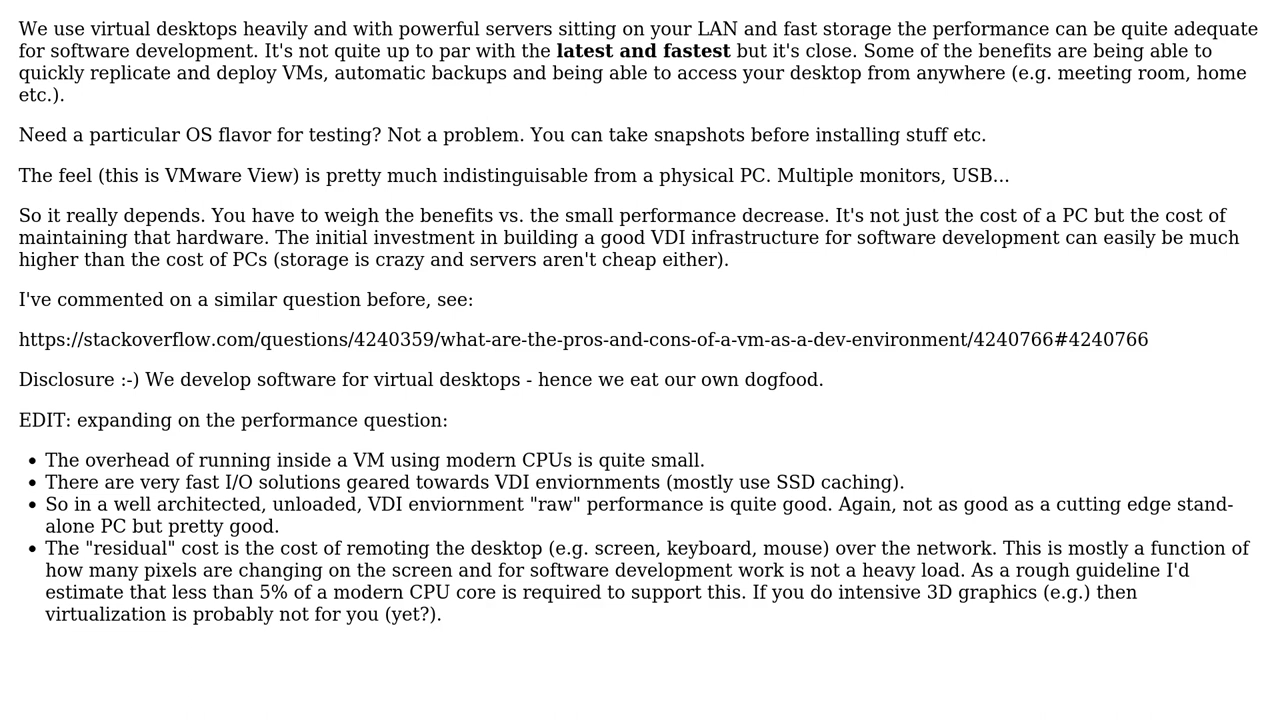 We use virtual desktops heavily and with powerful servers sitting on your LAN and fast storage the performance can be quite adequate
for software development. It's not quite up to par with the latest and fastest but it's close. Some of the benefits are being able to
quickly replicate and deploy VMs, automatic backups and being able to access your desktop from anywhere (e.g. meeting room, home
etc.).
Need a particular OS flavor for testing? Not a problem. You can take snapshots before installing stuff etc.
The feel (this is VMware View) is pretty much indistinguisable from a physical PC. Multiple monitors, USB...
So it really depends. You have to weigh the benefits vs. the small performance decrease. It's not just the cost of a PC but the cost of
maintaining that hardware. The initial investment in building a good VDI infrastructure for software development can easily be much
higher than the cost of PCs (storage is crazy and servers aren't cheap either).
I've commented on a similar question before, see:
https://stackoverflow.com/questions/4240359/what-are-the-pros-and-cons-of-a-vm-as-a-dev-environment/4240766#4240766
Disclosure :-) We develop software for virtual desktops - hence we eat our own dogfood.
EDIT: expanding on the performance question:
• The overhead of running inside a VM using modern CPUs is quite small.
• There are very fast I/O solutions geared towards VDI enviornments (mostly use SSD caching).
• So in a well architected, unloaded, VDI enviornment "raw" performance is quite good. Again, not as good as a cutting edge stand-
alone PC but pretty good.
• The "residual" cost is the cost of remoting the desktop (e.g. screen, keyboard, mouse) over the network. This is mostly a function of
how many pixels are changing on the screen and for software development work is not a heavy load. As a rough guideline I'd
estimate that less than 5% of a modern CPU core is required to support this. If you do intensive 3D graphics (e.g.) then
virtualization is probably not for you (yet?).